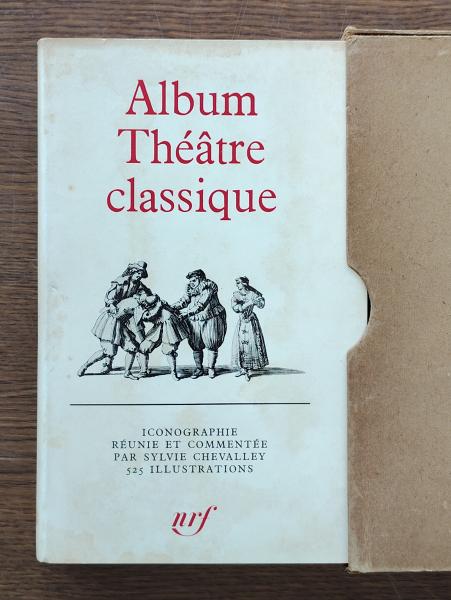 Album
Théâtre
classique
ICONOGRAPHIE
RÉUNIE ET COMMENTÉE
PAR SYLVIE CHEVALLEY
525 ILLUSTRATIONS
nrf